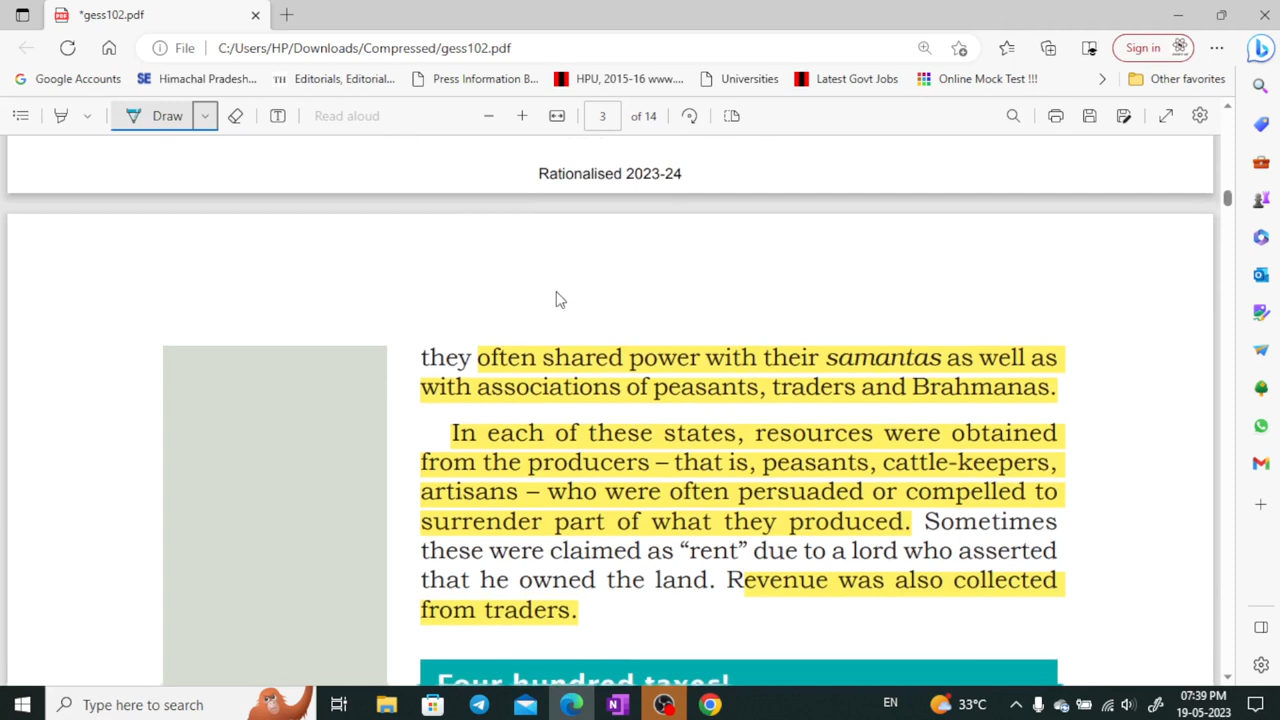 *gess102.pdf
File C:/Users/HP/Downloads/Compressed/gess102.pdf Sign in
Google Accounts SE Himachal Pradesh... TH Editorials, Editorial... Press Information B... HPU, 2015-16 www.... Universities Latest Govt Jobs Online Mock Test !!! Other favorites
Draw Read aloud 3 of 14
Rationalised 2023-24
they often shared power with their samantas as well as
with associations of peasants, traders and Brahmanas.
In each of these states, resources were obtained
from the producers – that is, peasants, cattle-keepers,
artisans – who were often persuaded or compelled to
surrender part of what they produced. Sometimes
these were claimed as “rent” due to a lord who asserted
that he owned the land. Revenue was also collected
from traders.
Four hundred taxes!
Type here to search EN 33°C 07:39 PM
19-05-2023